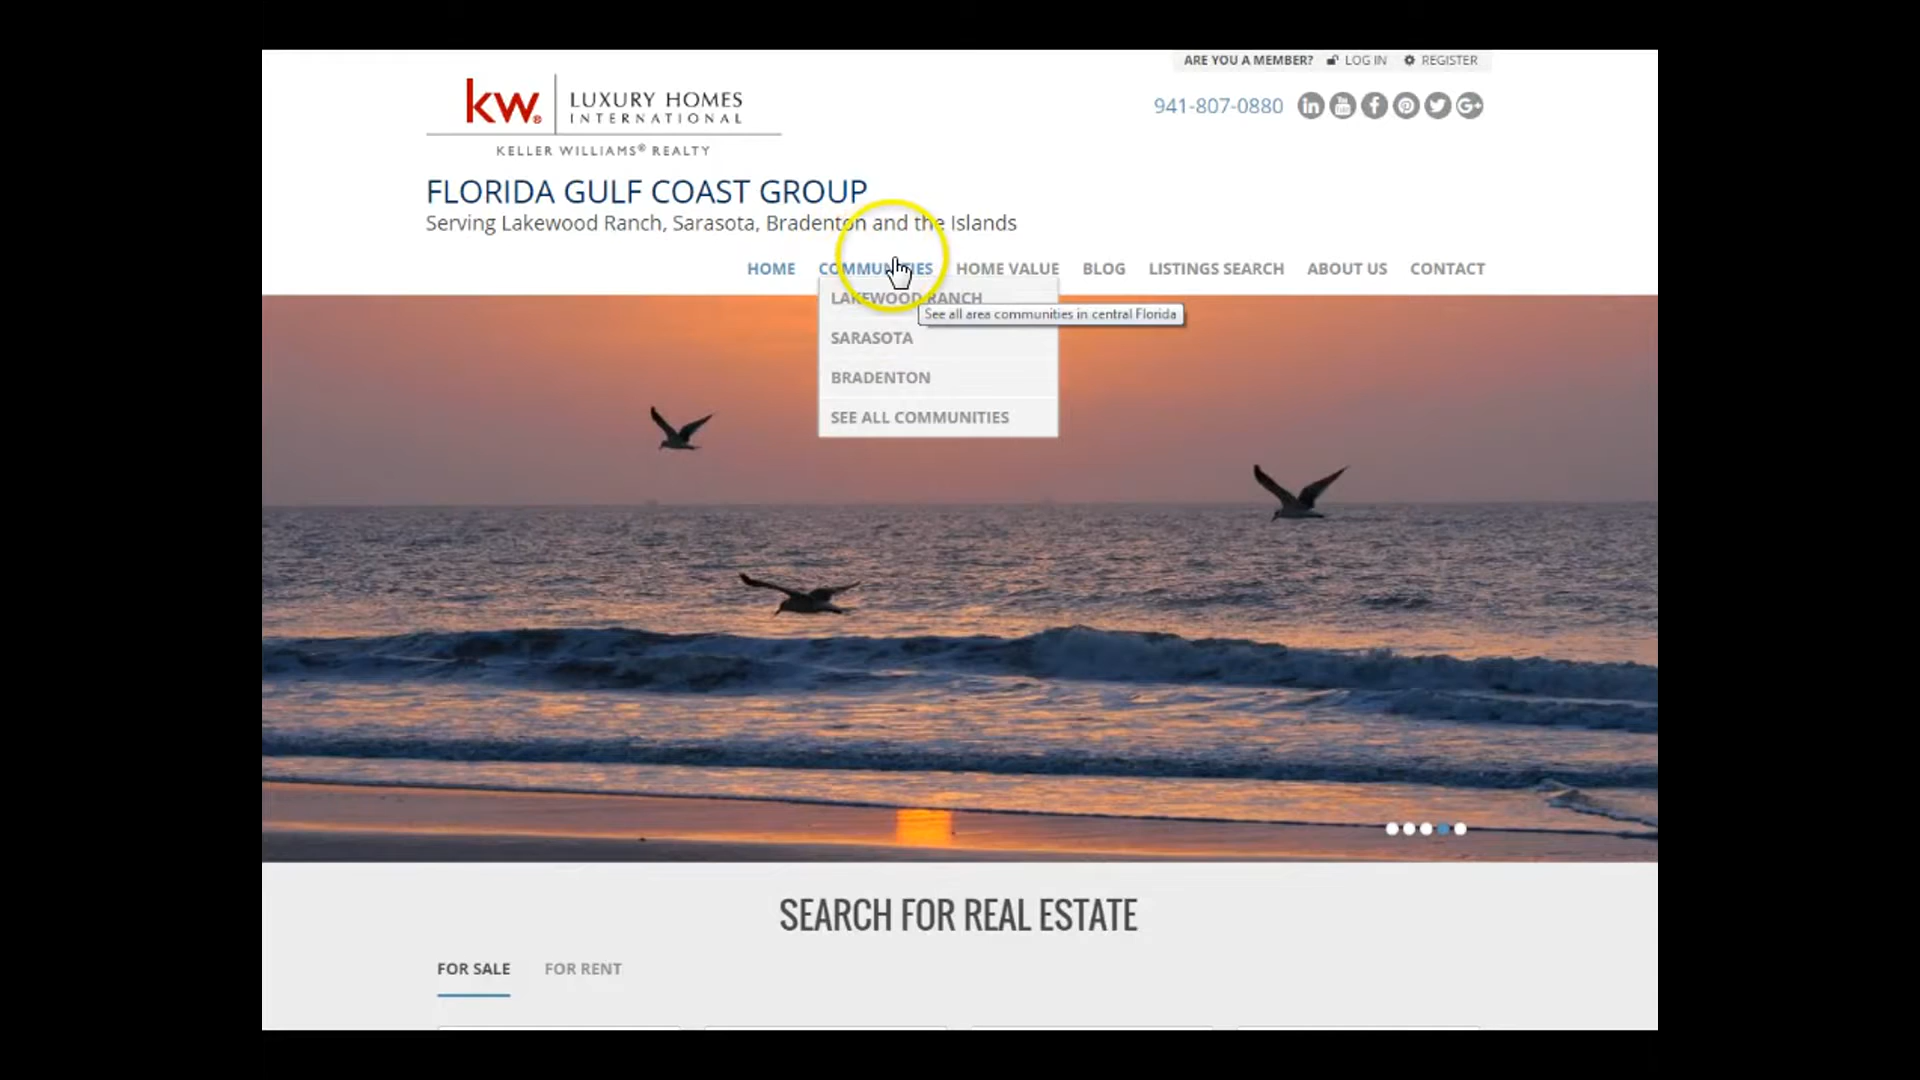 ARE YOU A MEMBER? LOG IN REGISTER
kw® LUXURY HOMES
INTERNATIONAL
KELLER WILLIAMS® REALTY
941-807-0880
FLORIDA GULF COAST GROUP
Serving Lakewood Ranch, Sarasota, Bradenton and the Islands
HOME COMMUNITIES HOME VALUE BLOG LISTINGS SEARCH ABOUT US CONTACT
LAKEWOOD RANCH
See all area communities in central Florida
SARASOTA
BRADENTON
SEE ALL COMMUNITIES
SEARCH FOR REAL ESTATE
FOR SALE FOR RENT